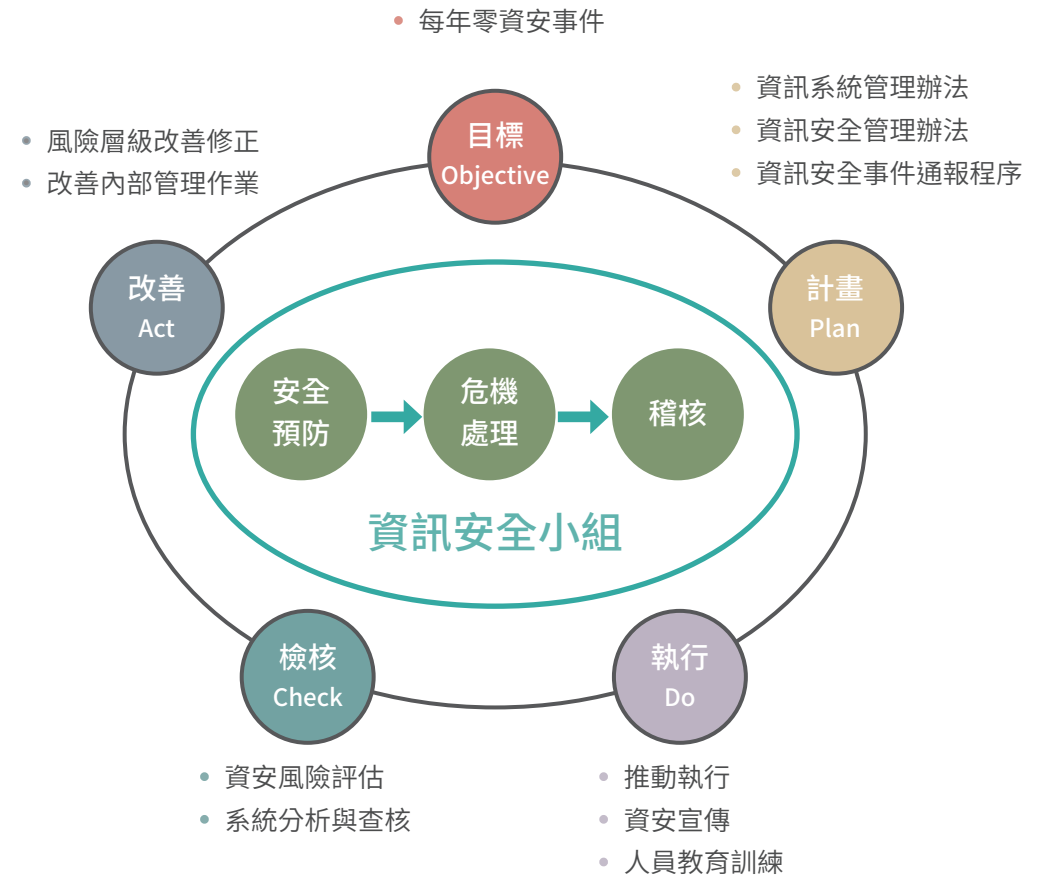 每年零資安事件
目標
Objective
資訊系統管理辦法
資訊安全管理辦法
資訊安全事件通報程序
計畫
Plan
風險層級改善修正
改善內部管理作業
改善
Act
安全
預防
危機
處理
稽核
資訊安全小組
檢核
Check
資安風險評估
系統分析與查核
執行
Do
推動執行
資安宣傳
人員教育訓練